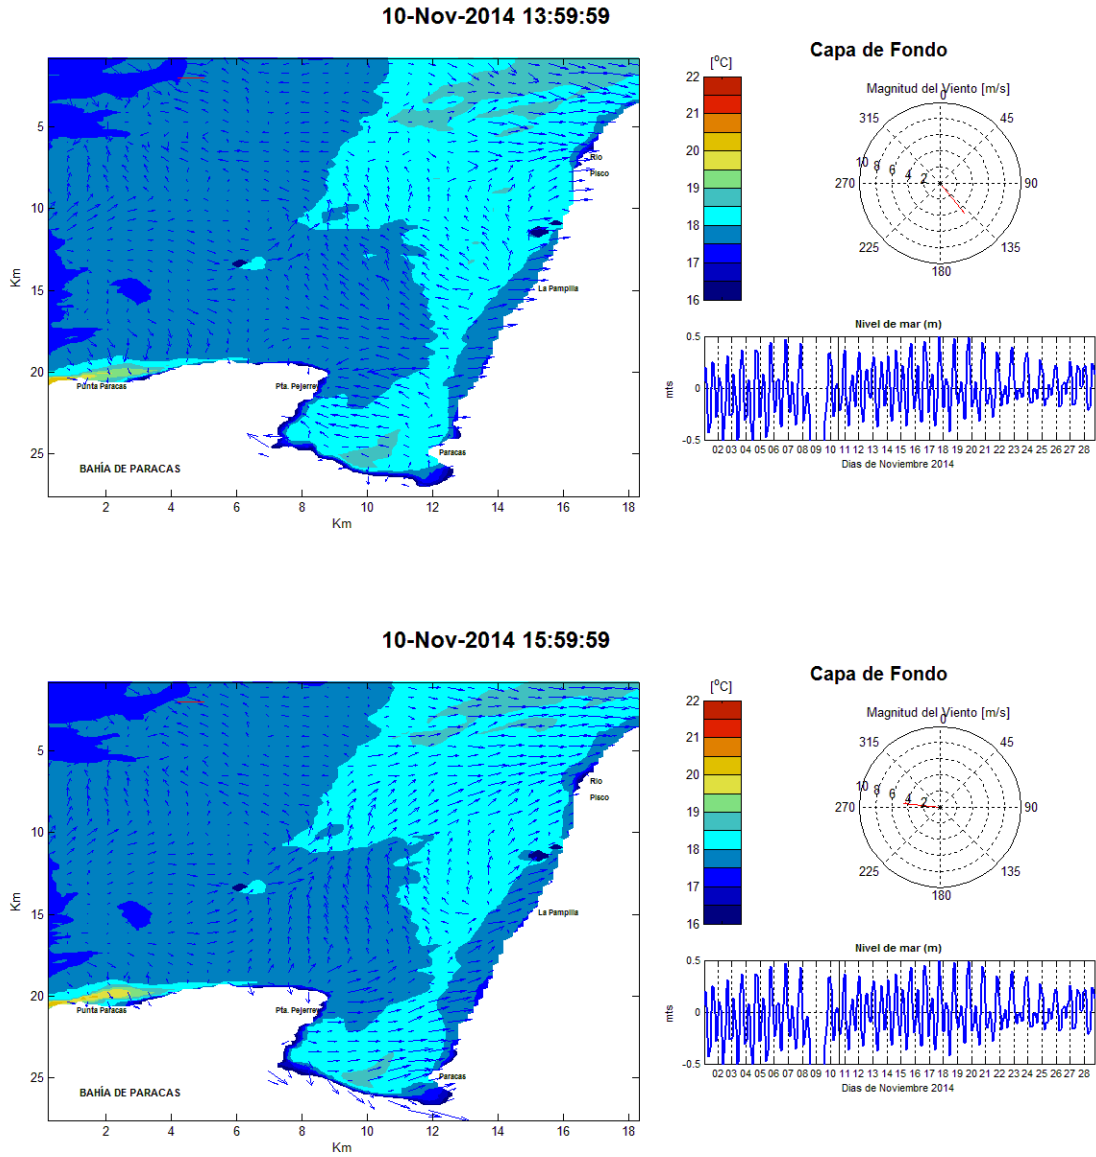 10-Nov-2014 13:59:59
[°C]
Capa de Fondo
22
21
20
19
18
17
16
Magnitud del Viento [m/s]
0
315 45
10 8 6 4 2
270 90
225 135
180
5
10
15
20
25
Km
Rio
Pisco
La Pampilla
Punta Paracas
Pta. Pejerrey
Paracas
BAHÍA DE PARACAS
2 4 6 8 10 12 14 16 18
Km
Nivel de mar (m)
0.5
0
-0.5
mts
02 03 04 05 06 07 08 09 10 11 12 13 14 15 16 17 18 19 20 21 22 23 24 25 26 27 28
Dias de Noviembre 2014
10-Nov-2014 15:59:59
[°C]
Capa de Fondo
22
21
20
19
18
17
16
Magnitud del Viento [m/s]
0
315 45
10 8 6 4 2
270 90
225 135
180
5
10
15
20
25
Km
Rio
Pisco
La Pampilla
Punta Paracas
Pta. Pejerrey
Paracas
BAHÍA DE PARACAS
2 4 6 8 10 12 14 16 18
Km
Nivel de mar (m)
0.5
0
-0.5
mts
02 03 04 05 06 07 08 09 10 11 12 13 14 15 16 17 18 19 20 21 22 23 24 25 26 27 28
Dias de Noviembre 2014